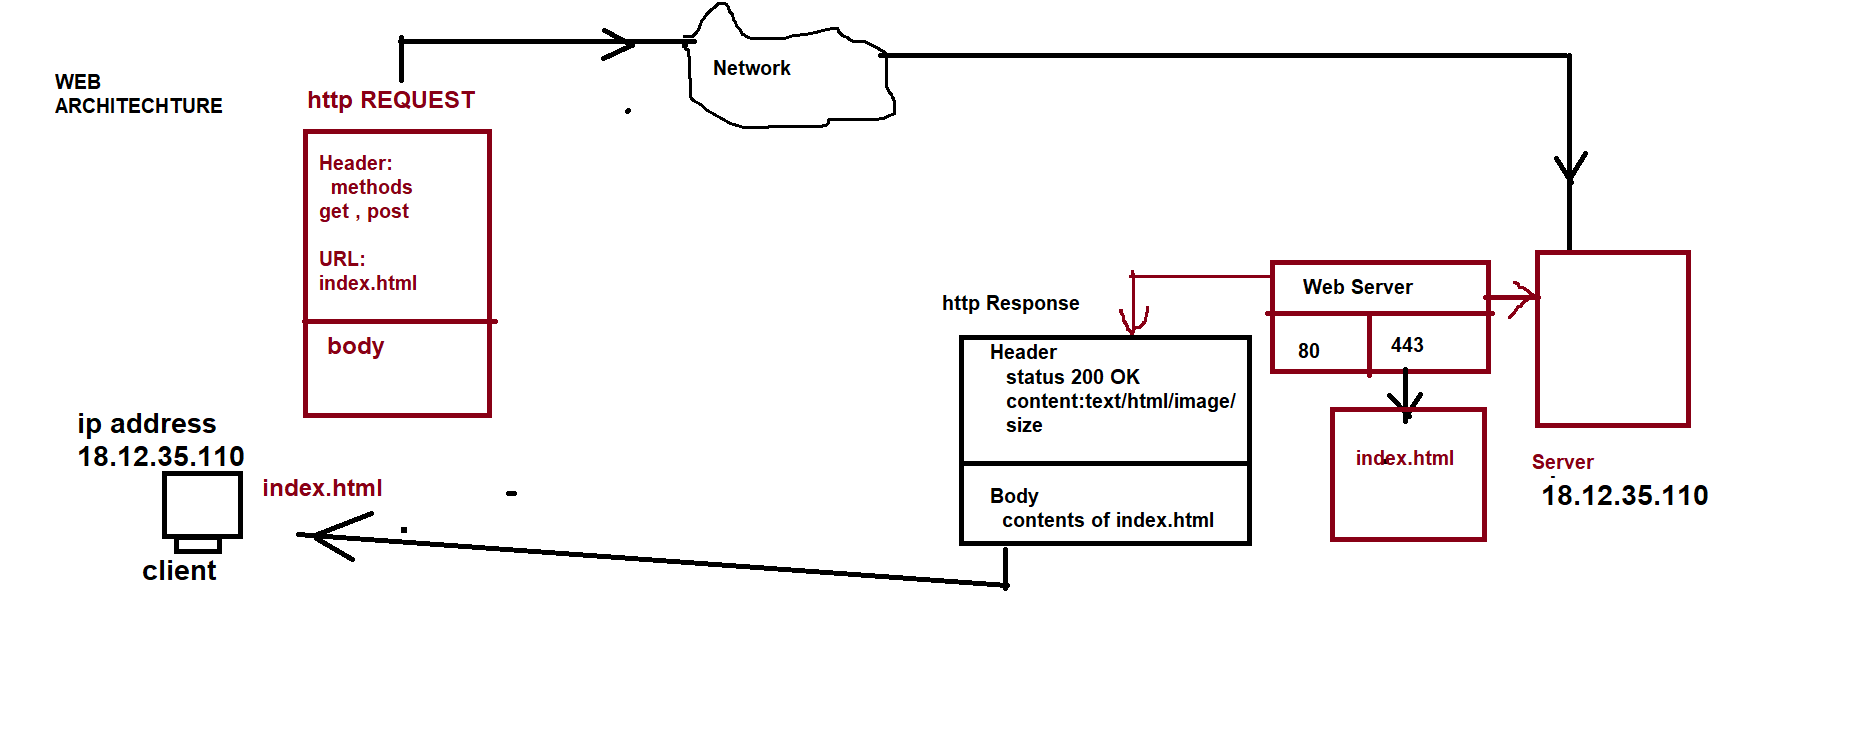 WEB
ARCHITECHTURE
http REQUEST
Header:
methods
get , post
URL:
index.html
body
Network
ip address
18.12.35.110
index.html
client
http Response
Header
status 200 OK
content:text/html/image/
size
Body
contents of index.html
Web Server
80
443
index.html
Server
18.12.35.110